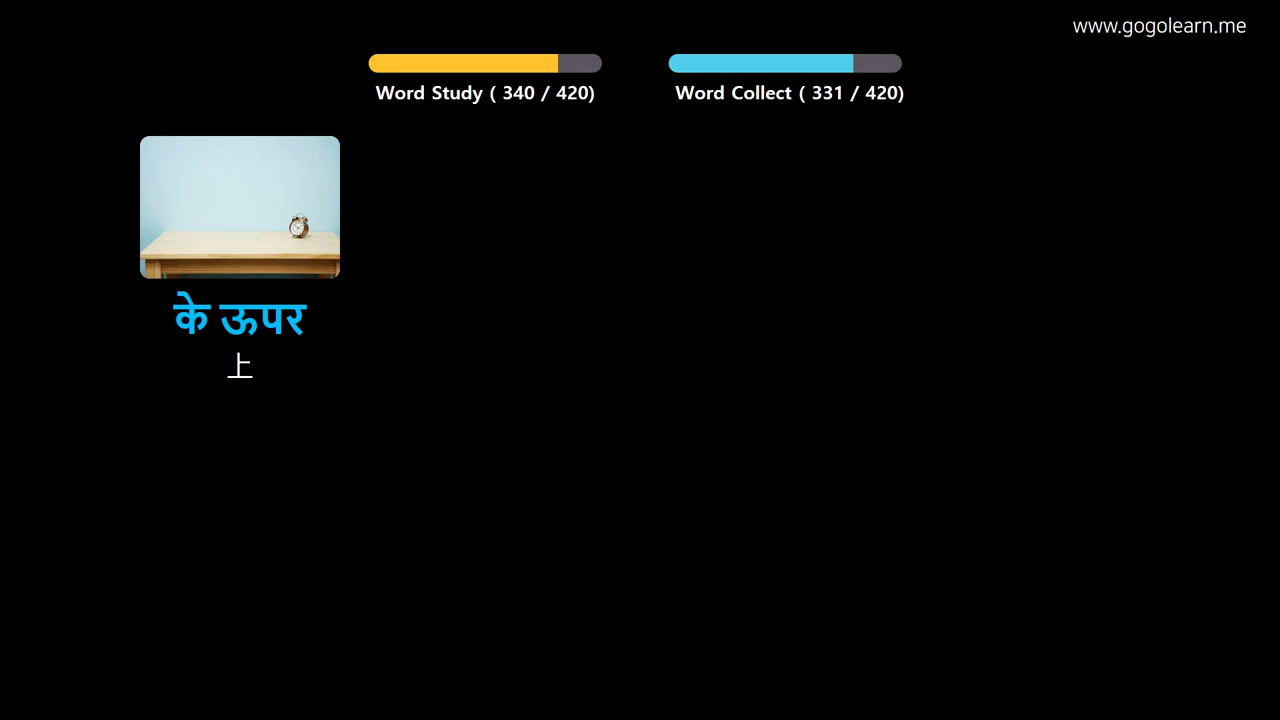 www.gogolearn.me
Word Study ( 340 / 420)
Word Collect ( 331 / 420)
के ऊपर
上